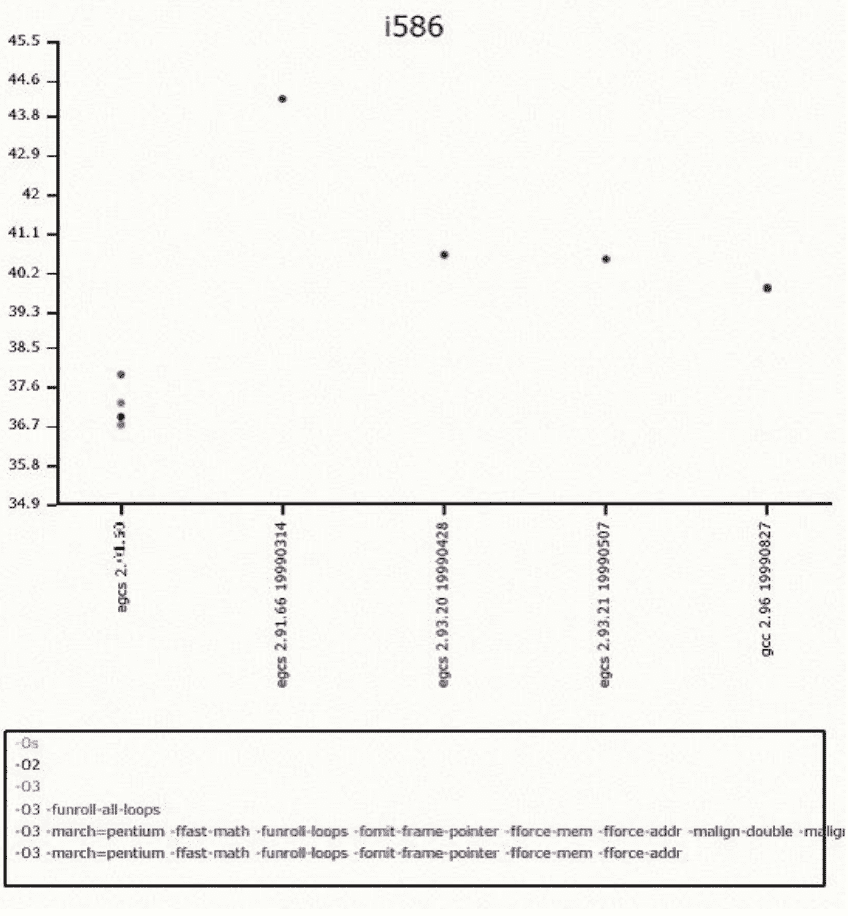 i586
45.5
44.6
43.8
42.9
42
41.1
40.2
39.3
38.5
37.6
36.7
35.8
34.9
egcs
egcs 2.91.66 19990314
egcs 2.93.20 19990428
egcs 2.93.21 19990507
gcc 2.96 19990827
-Os
-O2
-O3
-O3 -funroll-all-loops
-O3 -march=pentium -ffast-math -funroll-loops -fomit-frame-pointer -fforce-mem -fforce-addr -malign-double
-O3 -march=pentium -ffast-math -funroll-loops -fomit-frame-pointer -fforce-mem -fforce-addr